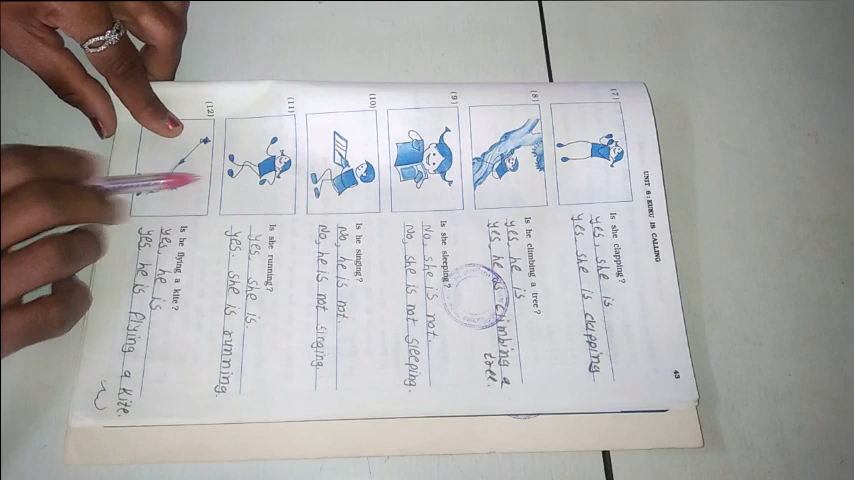 UNIT 6 : KUKU IS CALLING
43
(7)
Is she clapping?
yes, she is
yes she is clapping
(8)
Is he climbing a tree?
yes, he is
yes he is climbing a
tree.
(9)
Is she sleeping?
No, she is not.
No, she is not sleeping.
(10)
Is he singing?
No, he is not.
No, he is not singing.
(11)
Is she running?
yes she is.
yes. she is running.
(12)
Is he flying a kite?
yes, he is
yes he is flying a kite.